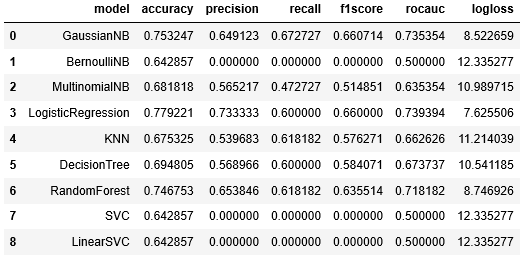 model accuracy precision recall f1score rocauc logloss
0 GaussianNB 0.753247 0.649123 0.672727 0.660714 0.735354 8.522659
1 BernoulliNB 0.642857 0.000000 0.000000 0.000000 0.500000 12.335277
2 MultinomialNB 0.681818 0.565217 0.472727 0.514851 0.635354 10.989715
3 LogisticRegression 0.779221 0.733333 0.600000 0.660000 0.739394 7.625506
4 KNN 0.675325 0.539683 0.618182 0.576271 0.662626 11.214039
5 DecisionTree 0.694805 0.568966 0.600000 0.584071 0.673737 10.541185
6 RandomForest 0.746753 0.653846 0.618182 0.635514 0.718182 8.746926
7 SVC 0.642857 0.000000 0.000000 0.000000 0.500000 12.335277
8 LinearSVC 0.642857 0.000000 0.000000 0.000000 0.500000 12.335277